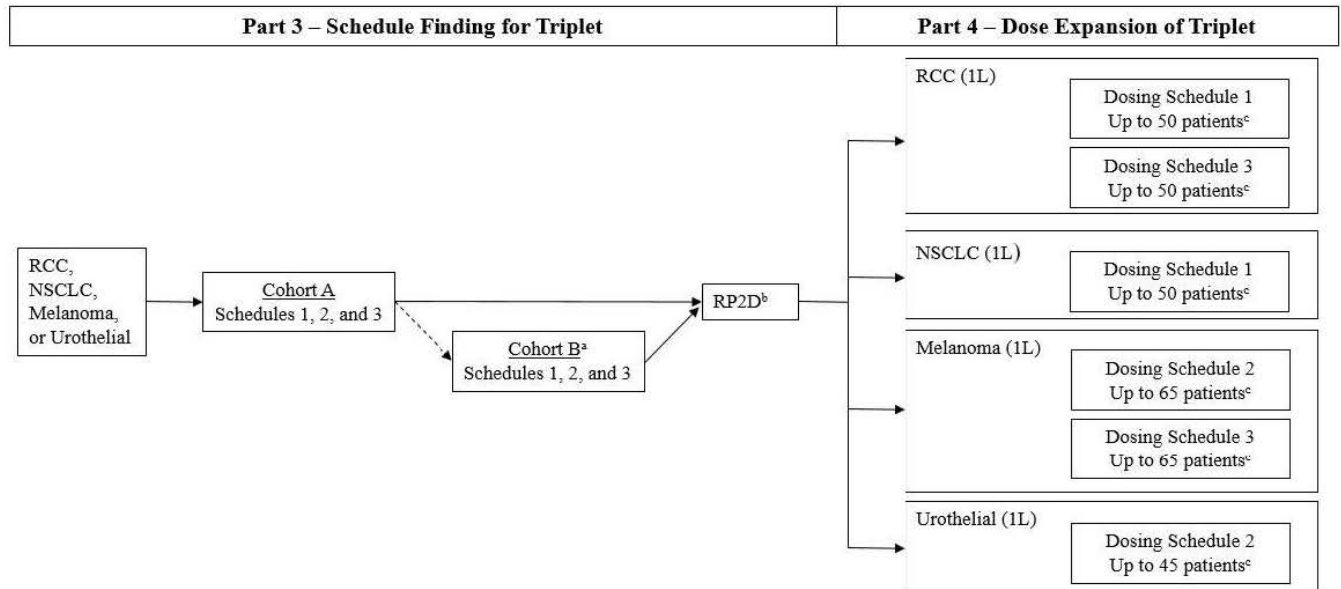 Part 3 – Schedule Finding for Triplet
Part 4 – Dose Expansion of Triplet
RCC,
NSCLC,
Melanoma,
or Urothelial
Cohort A
Schedules 1, 2, and 3
Cohort Bᵃ
Schedules 1, 2, and 3
RP2Dᵇ
RCC (1L)
Dosing Schedule 1
Up to 50 patientsᶜ
Dosing Schedule 3
Up to 50 patientsᶜ
NSCLC (1L)
Dosing Schedule 1
Up to 50 patientsᶜ
Melanoma (1L)
Dosing Schedule 2
Up to 65 patientsᶜ
Dosing Schedule 3
Up to 65 patientsᶜ
Urothelial (1L)
Dosing Schedule 2
Up to 45 patientsᶜ